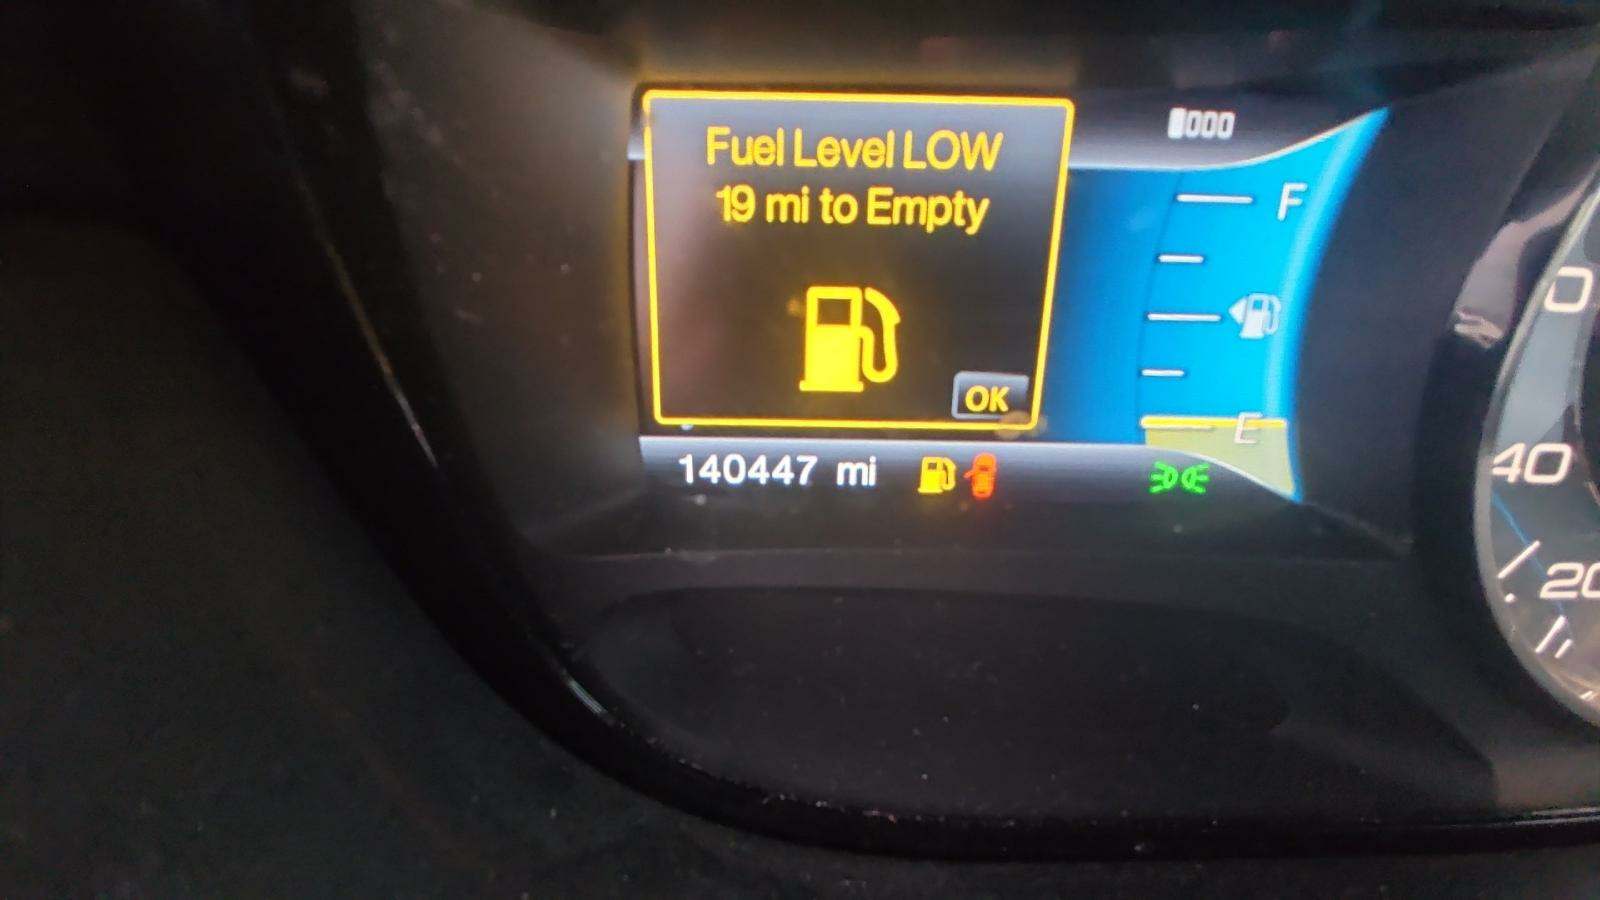 Fuel Level LOW
19 mi to Empty
OK
F
E
140447 mi
40
20